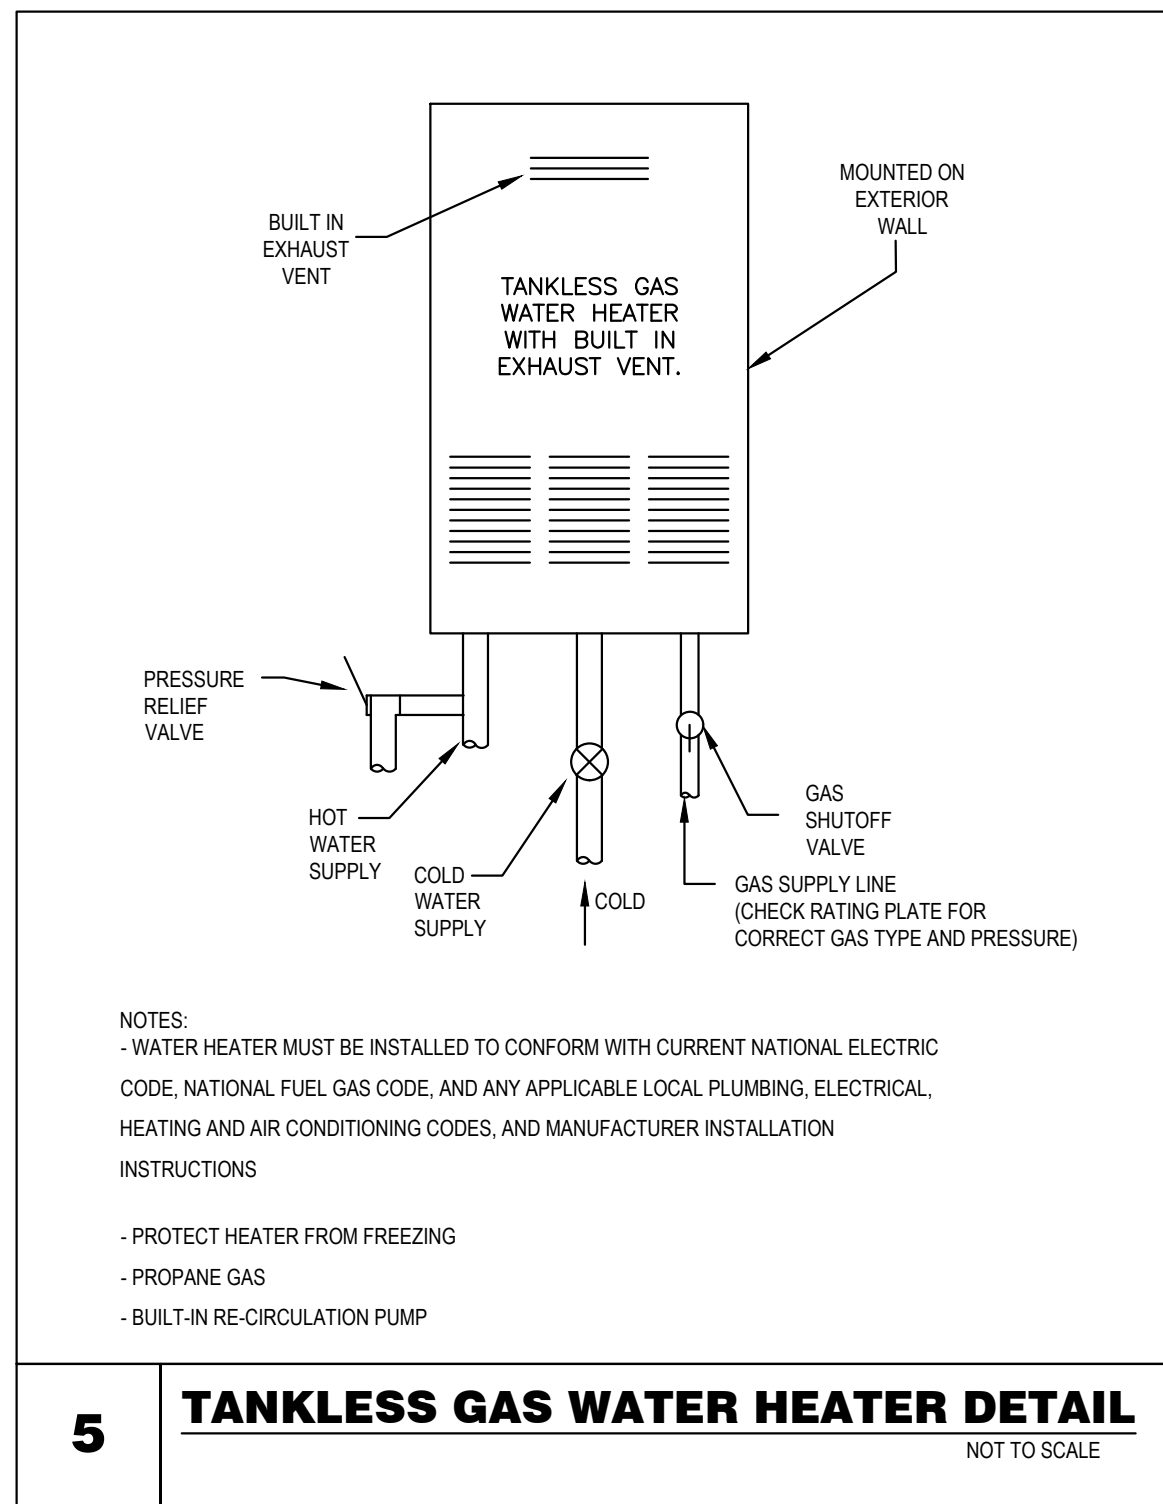 MOUNTED ON
EXTERIOR
WALL
BUILT IN
EXHAUST
VENT
TANKLESS GAS
WATER HEATER
WITH BUILT IN
EXHAUST VENT.
PRESSURE
RELIEF
VALVE
HOT
WATER
SUPPLY
COLD
WATER
SUPPLY
COLD
GAS
SHUTOFF
VALVE
GAS SUPPLY LINE
(CHECK RATING PLATE FOR
CORRECT GAS TYPE AND PRESSURE)
NOTES:
- WATER HEATER MUST BE INSTALLED TO CONFORM WITH CURRENT NATIONAL ELECTRIC
CODE, NATIONAL FUEL GAS CODE, AND ANY APPLICABLE LOCAL PLUMBING, ELECTRICAL,
HEATING AND AIR CONDITIONING CODES, AND MANUFACTURER INSTALLATION
INSTRUCTIONS
- PROTECT HEATER FROM FREEZING
- PROPANE GAS
- BUILT-IN RE-CIRCULATION PUMP
5
TANKLESS GAS WATER HEATER DETAIL
NOT TO SCALE